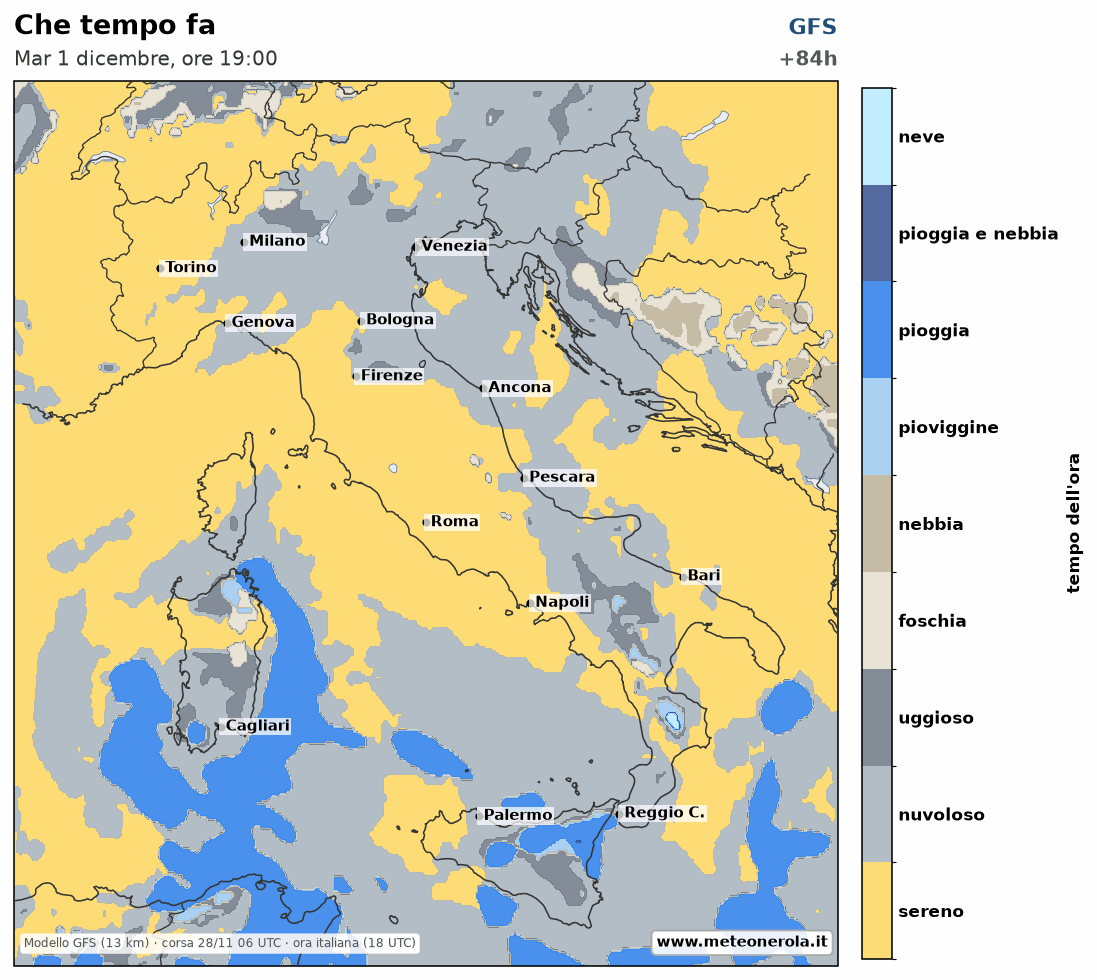 Che tempo fa
GFS
Mar 1 dicembre, ore 19:00
+84h
neve
pioggia e nebbia
pioggia
pioviggine
nebbia
foschia
uggioso
nuvoloso
sereno
tempo dell'ora
Milano
Venezia
Torino
Genova
Bologna
Firenze
Ancona
Pescara
Roma
Bari
Napoli
Cagliari
Palermo
Reggio C.
Modello GFS (13 km) · corsa 28/11 06 UTC · ora italiana (18 UTC)
www.meteonerola.it